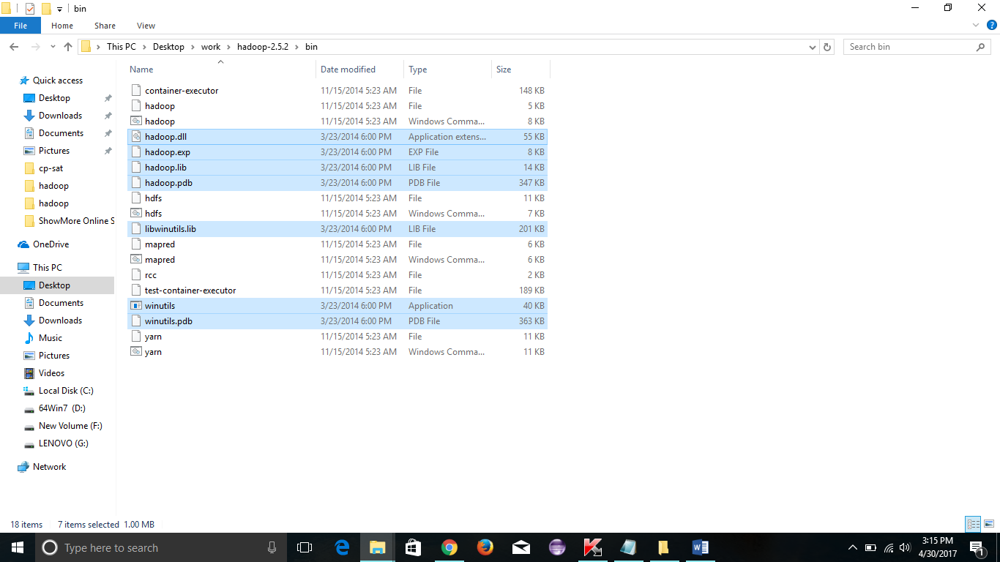 bin
File Home Share View
This PC Desktop work hadoop-2.5.2 bin
Search bin
Name Date modified Type Size
Quick access
Desktop
Downloads
Documents
Pictures
cp-sat
hadoop
hadoop
ShowMore Online S
OneDrive
This PC
Desktop
Documents
Downloads
Music
Pictures
Videos
Local Disk (C:)
64Win7 (D:)
New Volume (F:)
LENOVO (G:)
Network
container-executor 11/15/2014 5:23 AM File 148 KB
hadoop 11/15/2014 5:23 AM File 5 KB
hadoop 11/15/2014 5:23 AM Windows Comma... 8 KB
hadoop.dll 3/23/2014 6:00 PM Application extens... 55 KB
hadoop.exp 3/23/2014 6:00 PM EXP File 8 KB
hadoop.lib 3/23/2014 6:00 PM LIB File 14 KB
hadoop.pdb 3/23/2014 6:00 PM PDB File 347 KB
hdfs 11/15/2014 5:23 AM File 11 KB
hdfs 11/15/2014 5:23 AM Windows Comma... 7 KB
libwinutils.lib 3/23/2014 6:00 PM LIB File 201 KB
mapred 11/15/2014 5:23 AM File 6 KB
mapred 11/15/2014 5:23 AM Windows Comma... 6 KB
rcc 11/15/2014 5:23 AM File 2 KB
test-container-executor 11/15/2014 5:23 AM File 189 KB
winutils 3/23/2014 6:00 PM Application 40 KB
winutils.pdb 3/23/2014 6:00 PM PDB File 363 KB
yarn 11/15/2014 5:23 AM File 11 KB
yarn 11/15/2014 5:23 AM Windows Comma... 11 KB
18 items 7 items selected 1.00 MB
Type here to search
3:15 PM
4/30/2017
1